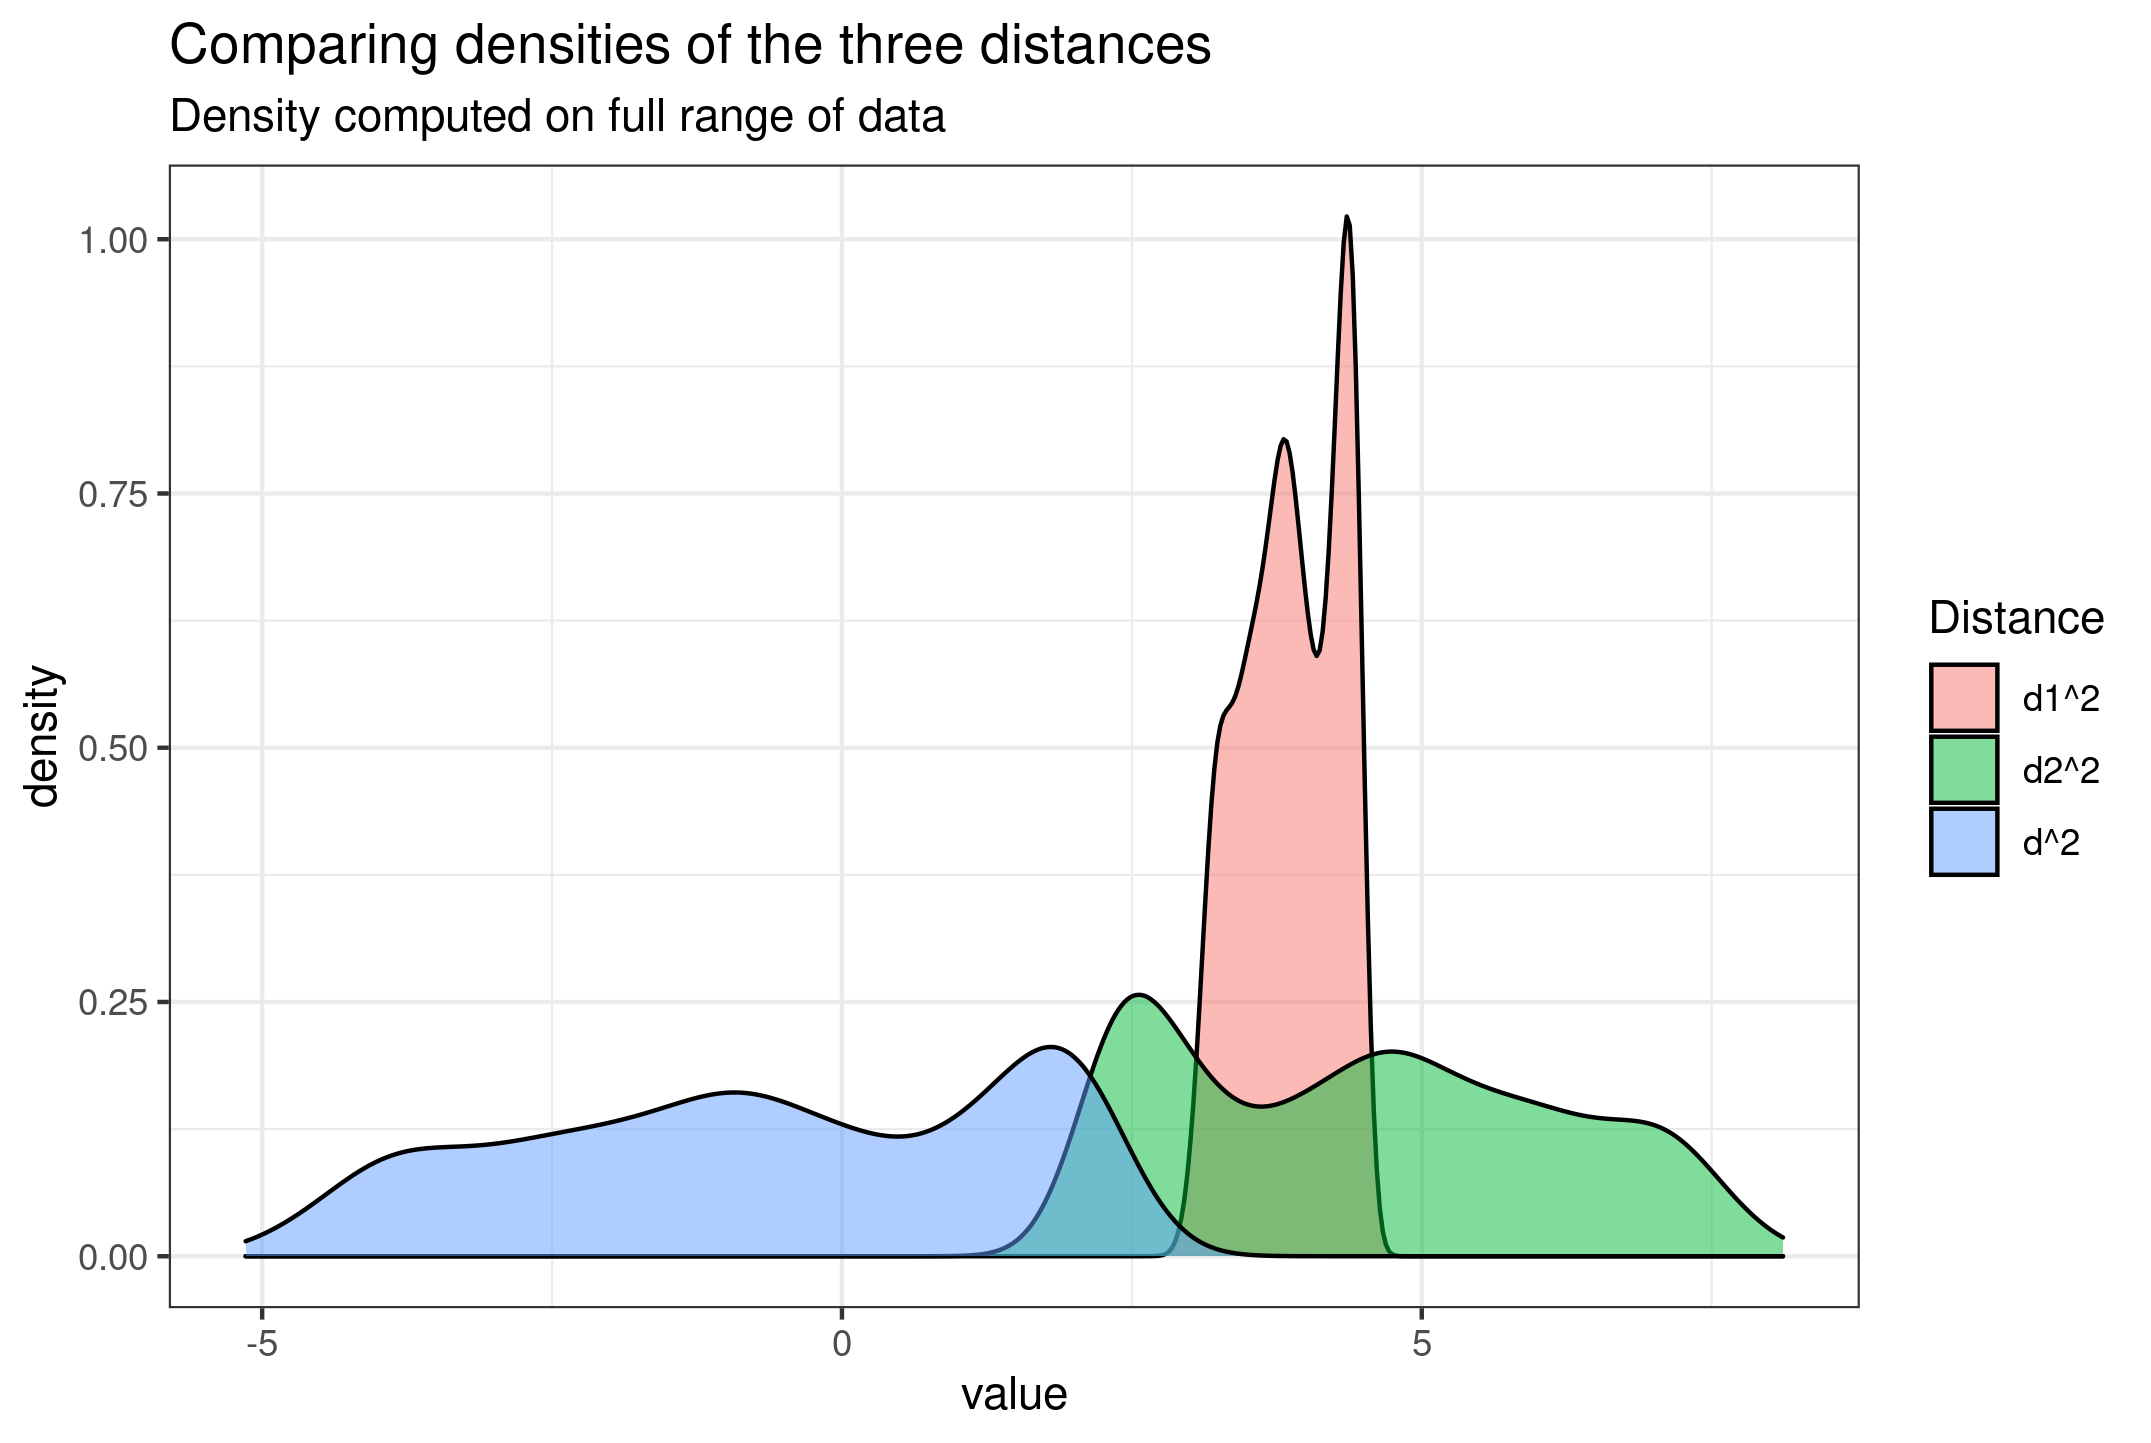 Comparing densities of the three distances
Density computed on full range of data
1.00
0.75
0.50
0.25
0.00
density
-5 0 5
value
Distance
d1^2
d2^2
d^2